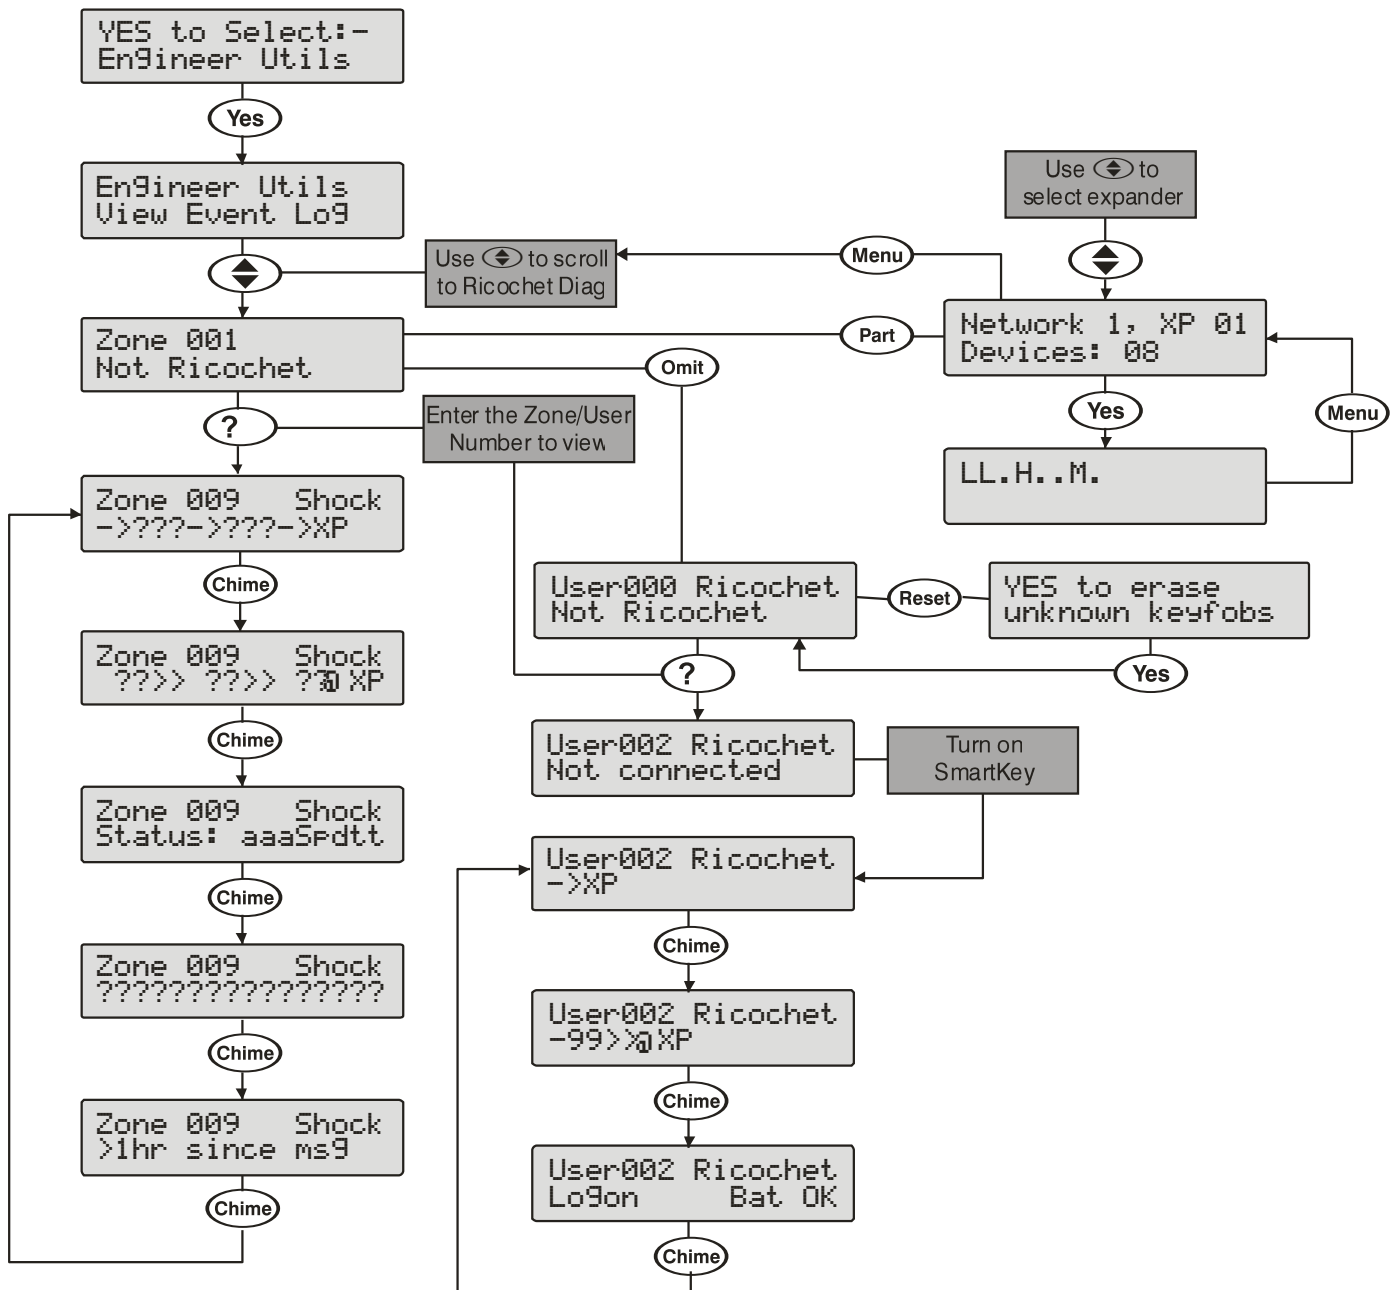 YES to Select:-
Engineer Utils
Yes
Engineer Utils
View Event Log
Use to scroll
to Ricochet Diag
Menu
Use to
select expander
Zone 001
Not Ricochet
Part
Network 1, XP 01
Devices: 08
Omit
Yes
Menu
?
Enter the Zone/User
Number to view
LL.H..M.
Zone 009 Shock
->???->???->XP
Chime
User000 Ricochet
Not Ricochet
Reset
YES to erase
unknown keyfobs
Yes
?
Zone 009 Shock
??>> ??>> ??@ XP
Chime
User002 Ricochet
Not connected
Turn on
SmartKey
Zone 009 Shock
Status: aaaSpdtt
Chime
User002 Ricochet
->XP
Chime
Zone 009 Shock
????????????????
Chime
User002 Ricochet
-99>>@XP
Chime
Zone 009 Shock
>1hr since msg
Chime
User002 Ricochet
Logon Bat OK
Chime